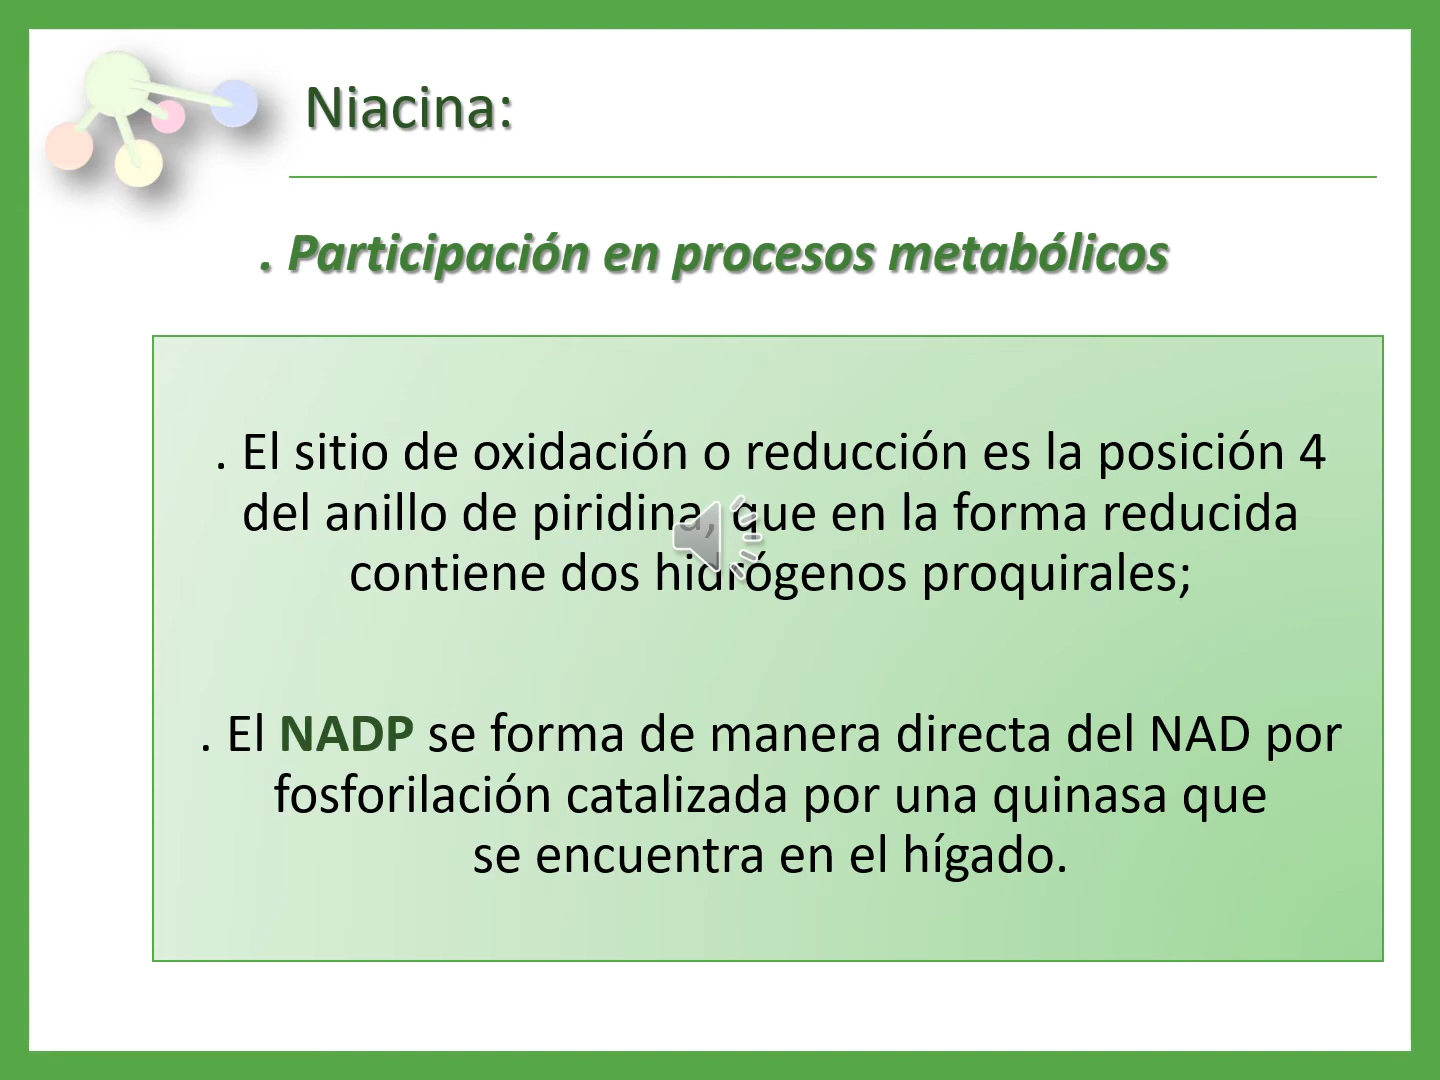 Niacina:
. Participación en procesos metabólicos
. El sitio de oxidación o reducción es la posición 4
del anillo de piridina, que en la forma reducida
contiene dos hidrógenos proquirales;
. El NADP se forma de manera directa del NAD por
fosforilación catalizada por una quinasa que
se encuentra en el hígado.